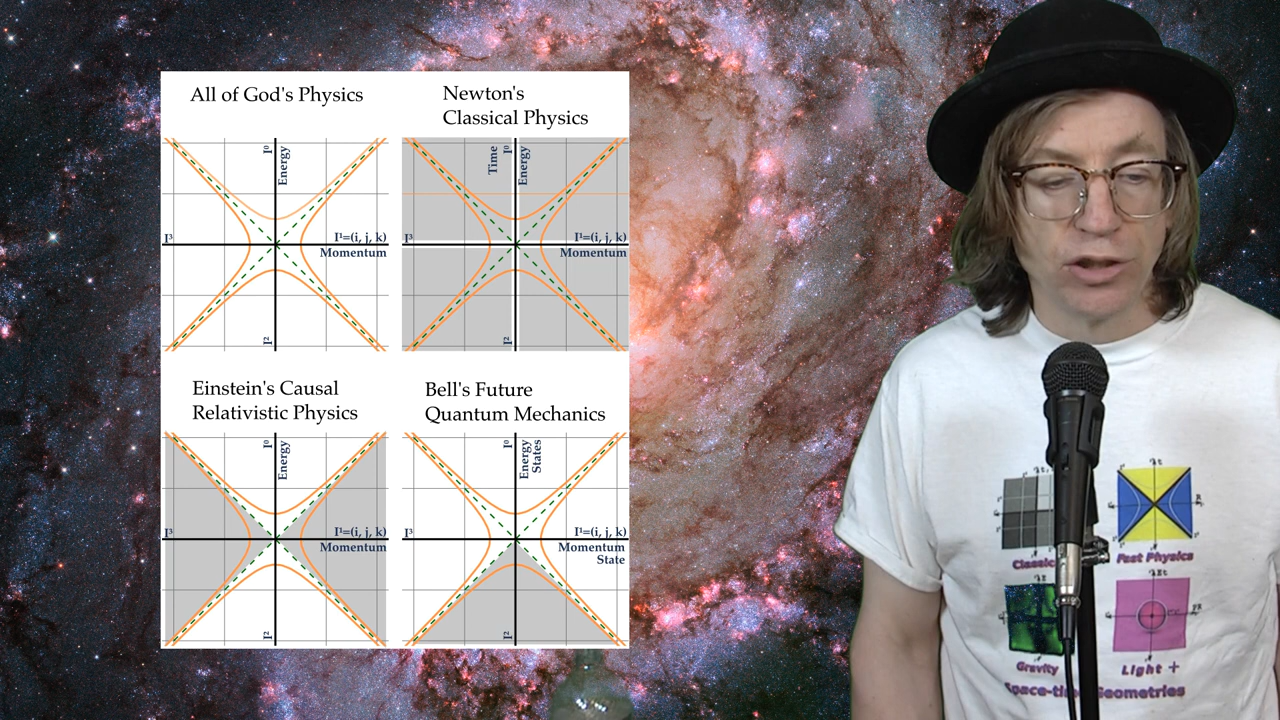 All of God's Physics
I⁰
Energy
I³
I¹=(i, j, k)
Momentum
I²
Newton's
Classical Physics
Time
I⁰
Energy
I³
I¹=(i, j, k)
Momentum
I²
Einstein's Causal
Relativistic Physics
I⁰
Energy
I³
I¹=(i, j, k)
Momentum
I²
Bell's Future
Quantum Mechanics
I⁰
Energy
States
I³
I¹=(i, j, k)
Momentum
State
I²
Fast Physics
Gravity
Light +
Geometries